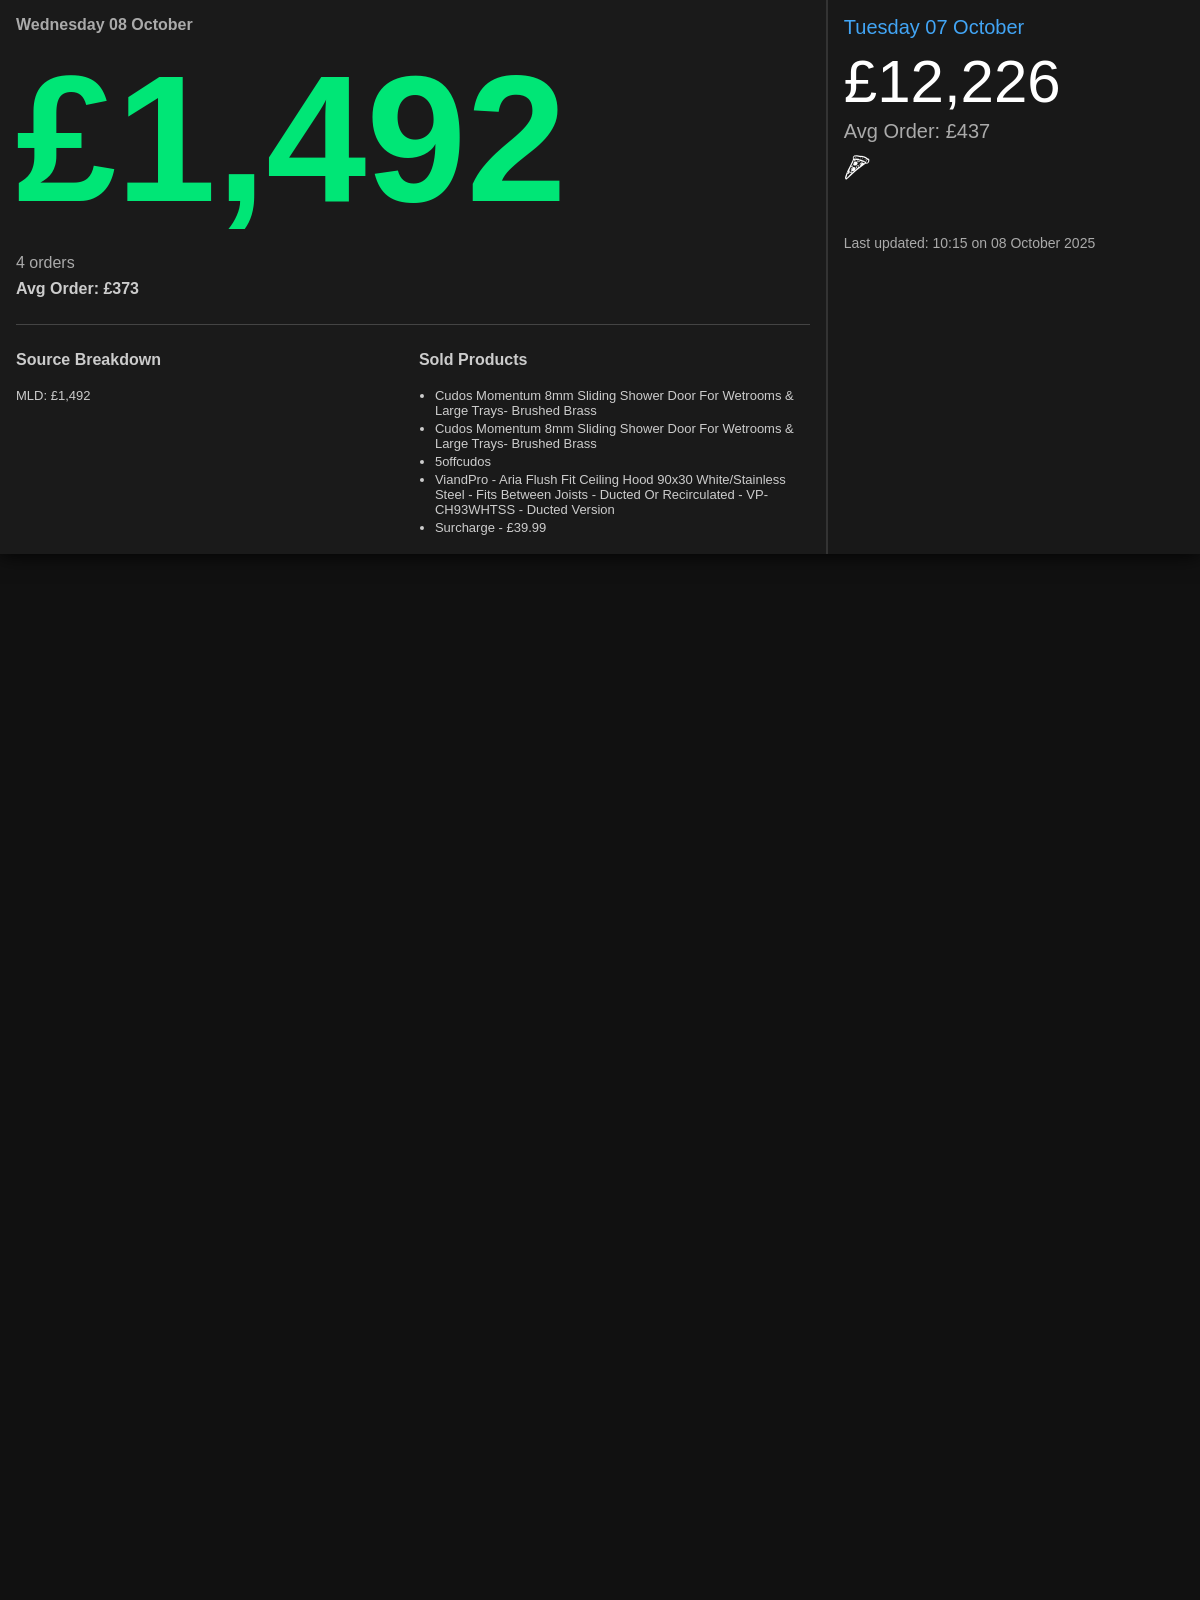 Wednesday 08 October
£1,492
4 orders
Avg Order: £373
Source Breakdown
MLD: £1,492
Sold Products
• Cudos Momentum 8mm Sliding Shower Door For Wetrooms &
Large Trays- Brushed Brass
• Cudos Momentum 8mm Sliding Shower Door For Wetrooms &
Large Trays- Brushed Brass
• 5offcudos
• ViandPro - Aria Flush Fit Ceiling Hood 90x30 White/Stainless
Steel - Fits Between Joists - Ducted Or Recirculated - VP-
CH93WHTSS - Ducted Version
• Surcharge - £39.99
Tuesday 07 October
£12,226
Avg Order: £437
🍕
Last updated: 10:15 on 08 October 2025